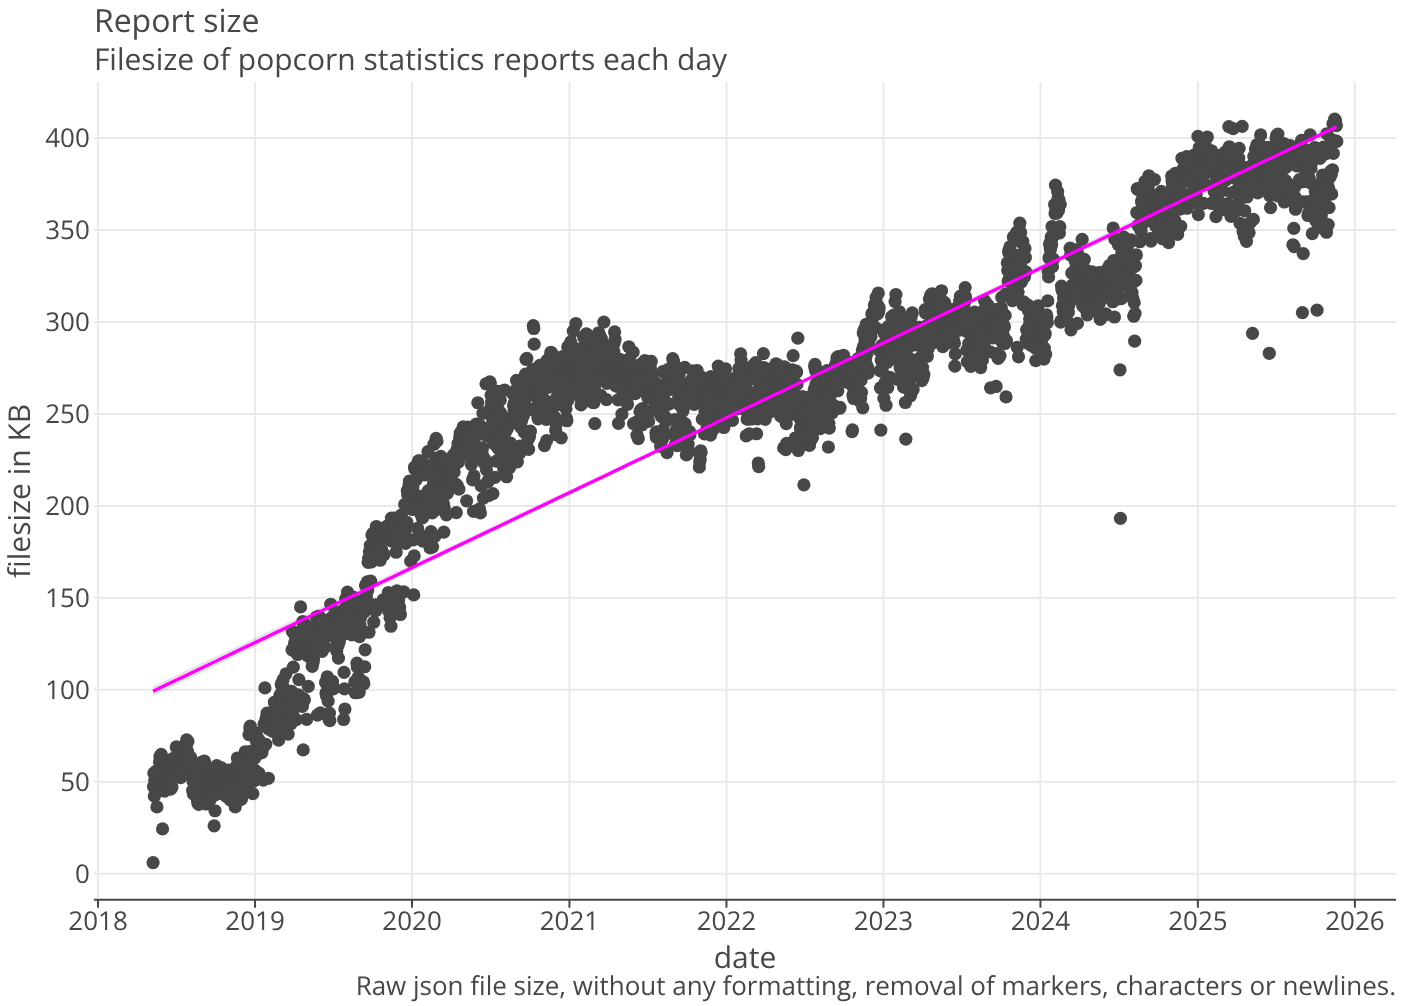 Report size
Filesize of popcorn statistics reports each day
filesize in KB
400
350
300
250
200
150
100
50
0
2018 2019 2020 2021 2022 2023 2024 2025 2026
date
Raw json file size, without any formatting, removal of markers, characters or newlines.